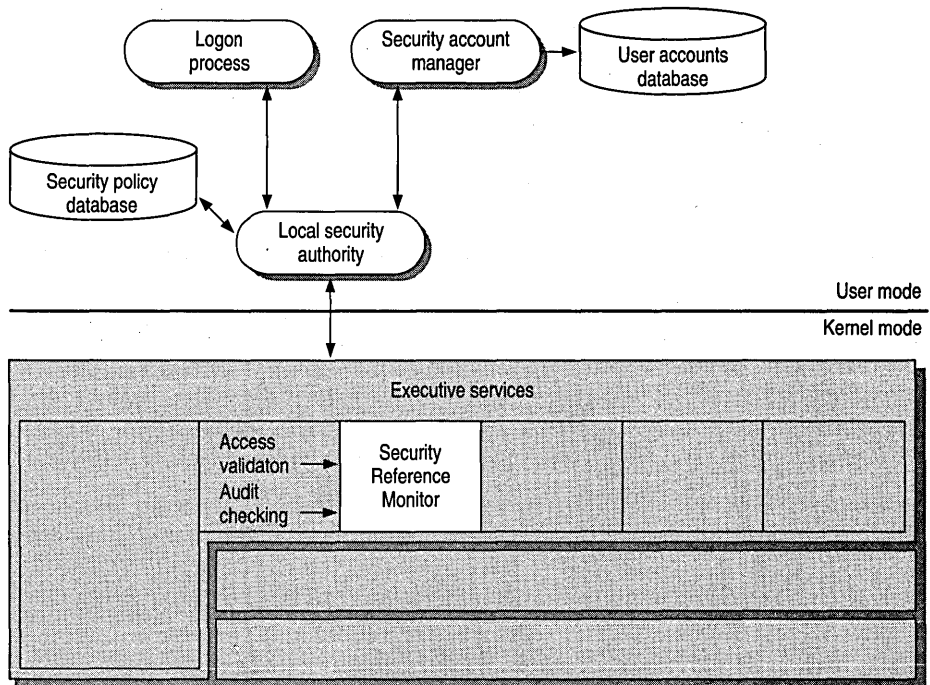 Logon
process
Security account
manager
User accounts
database
Security policy
database
Local security
authority
User mode
Kernel mode
Executive services
Access
validaton
Audit
checking
Security
Reference
Monitor